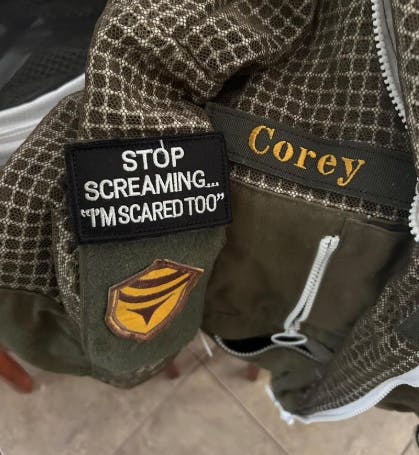 STOP
SCREAMING...
"I'M SCARED TOO"
Corey